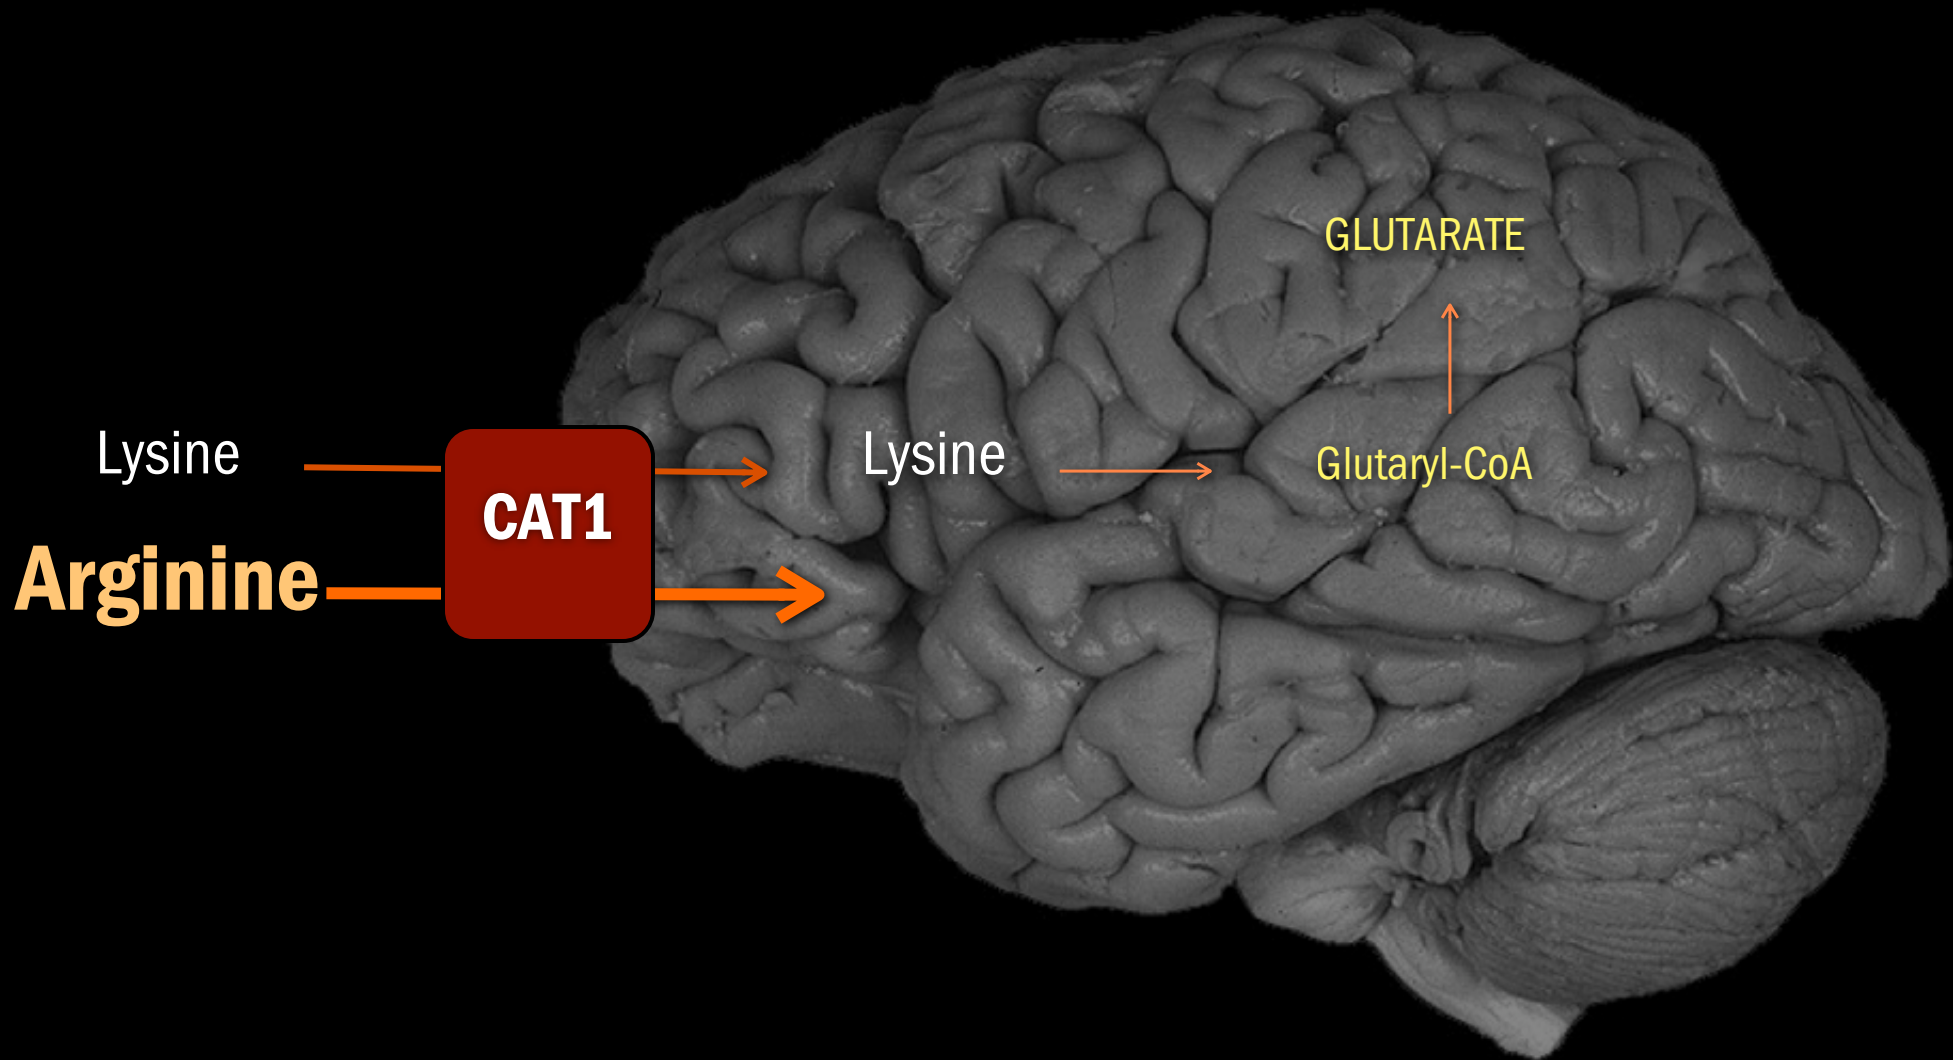 GLUTARATE
Lysine
Lysine
Glutaryl-CoA
CAT1
Arginine